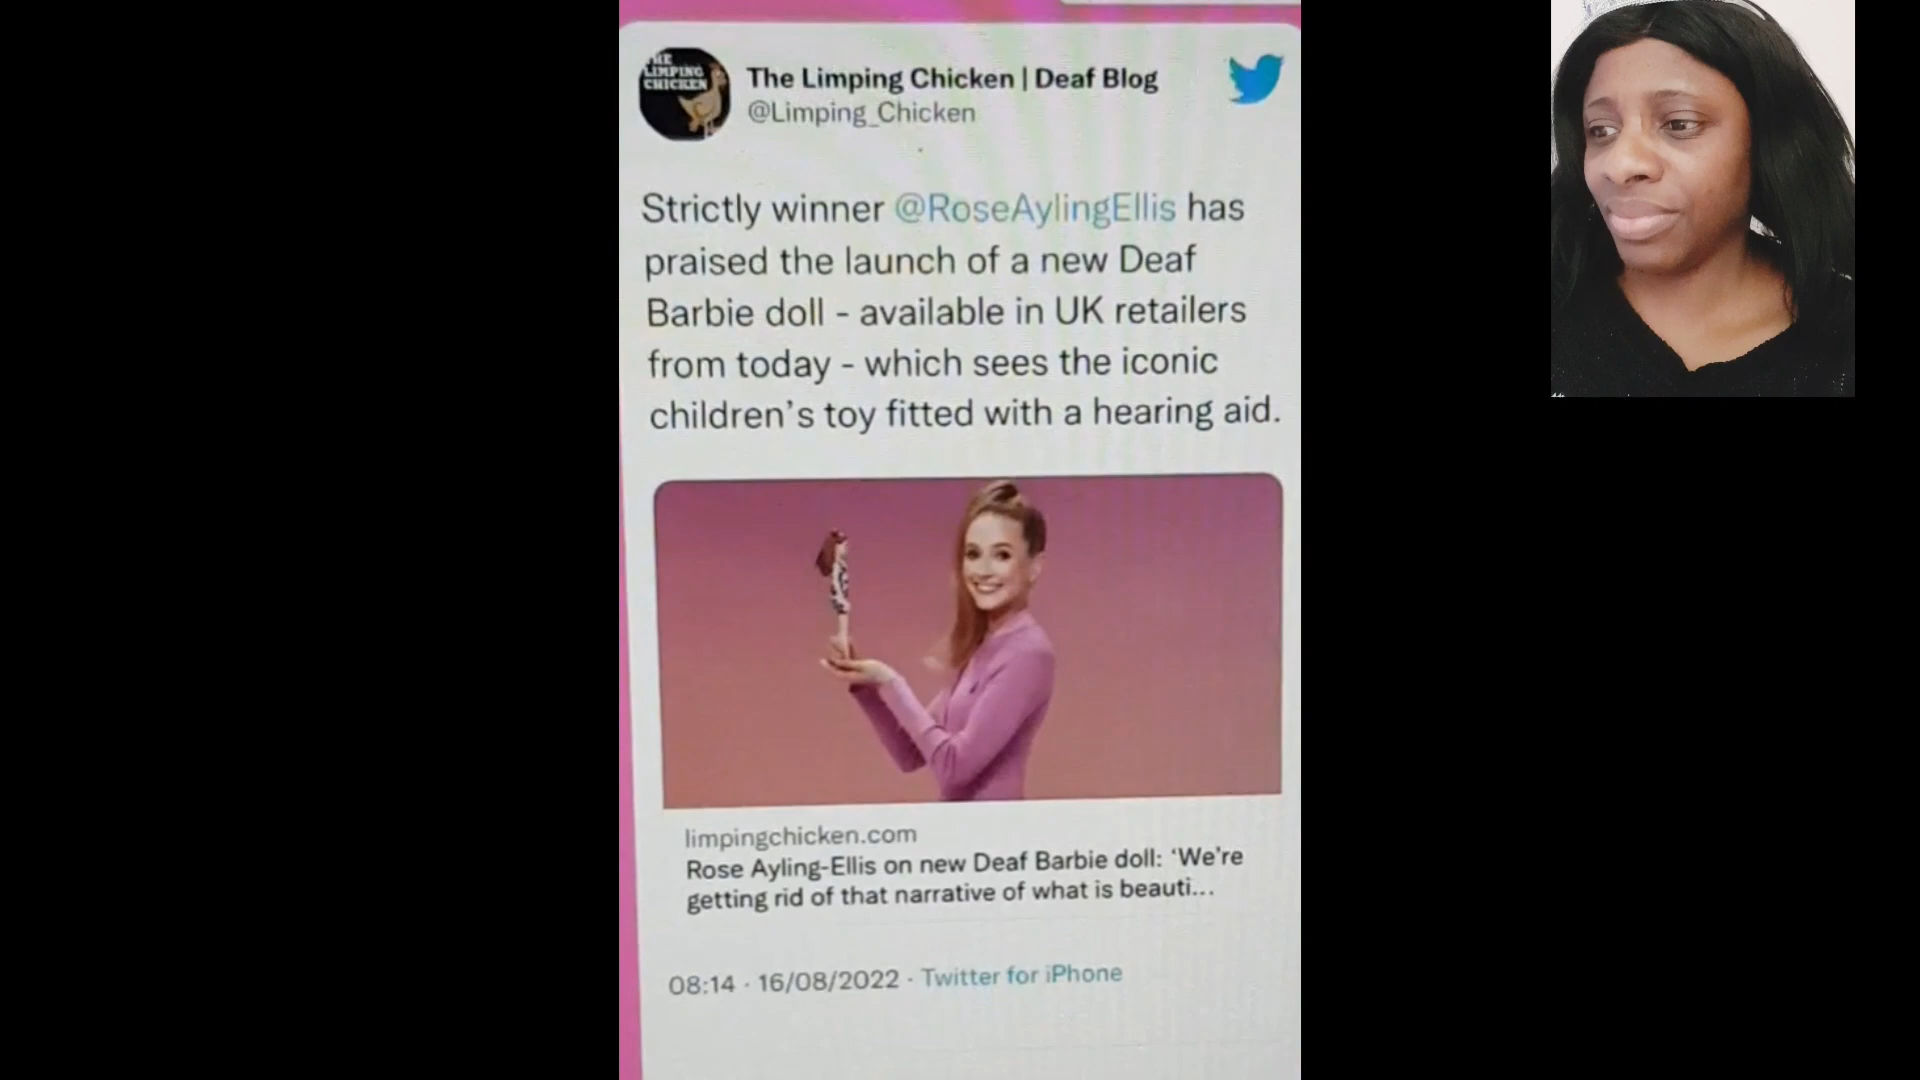 THE
LIMPING
CHICKEN
The Limping Chicken | Deaf Blog
@Limping_Chicken
Strictly winner @RoseAylingEllis has
praised the launch of a new Deaf
Barbie doll - available in UK retailers
from today - which sees the iconic
children's toy fitted with a hearing aid.
limpingchicken.com
Rose Ayling-Ellis on new Deaf Barbie doll: ‘We're
getting rid of that narrative of what is beauti...
08:14 · 16/08/2022 · Twitter for iPhone